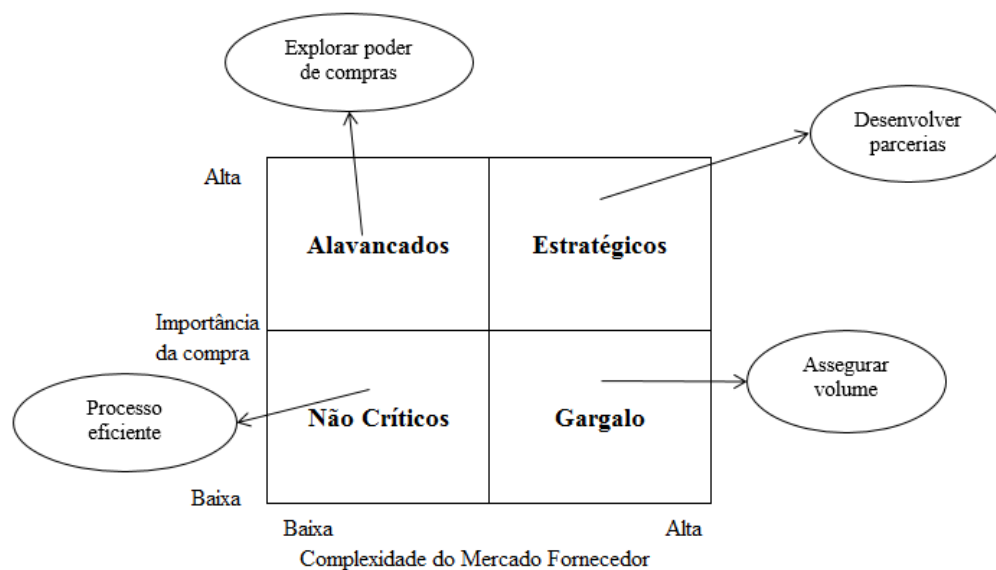 Explorar poder
de compras
Desenvolver
parcerias
Alta
Alavancados
Estratégicos
Importância
da compra
Assegurar
volume
Processo
eficiente
Não Críticos
Gargalo
Baixa
Baixa
Alta
Complexidade do Mercado Fornecedor